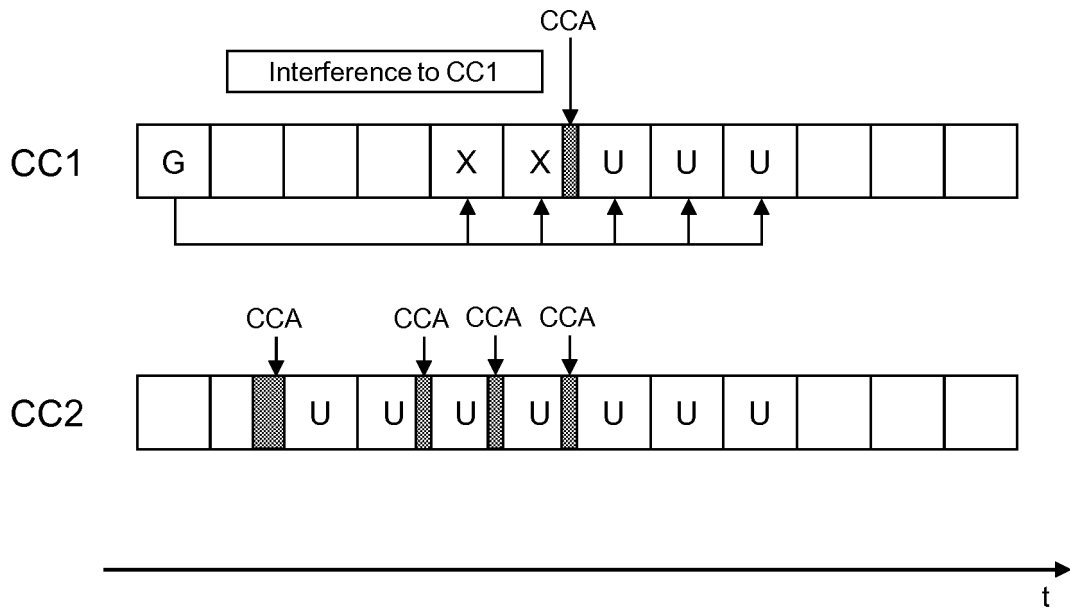 CCA
Interference to CC1
CC1 G X X U U U
CCA CCA CCA CCA
CC2 U U U U U U U
t